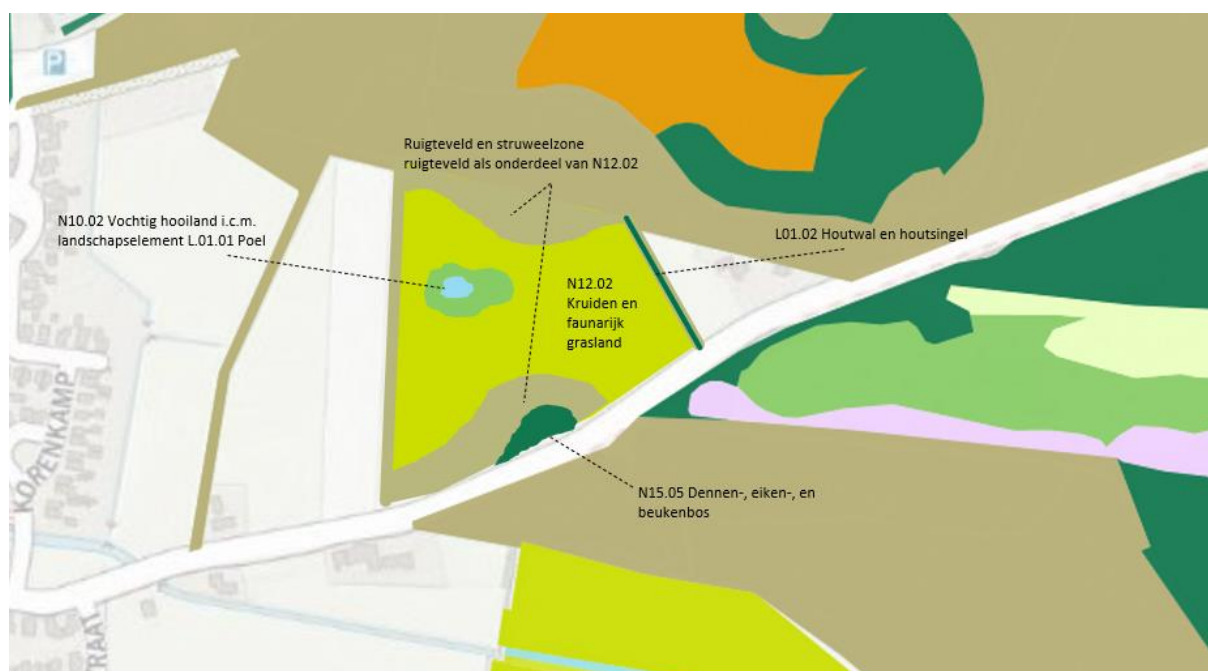 P
Ruigteveld en struweelzone
ruigteveld als onderdeel van N12.02
N10.02 Vochtig hooiland i.c.m.
landschapselement L.01.01 Poel
L01.02 Houtwal en houtsingel
N12.02
Kruiden en
faunarijk
grasland
KORENKAMP
N15.05 Dennen-, eiken-, en
beukenbos
TRAAT